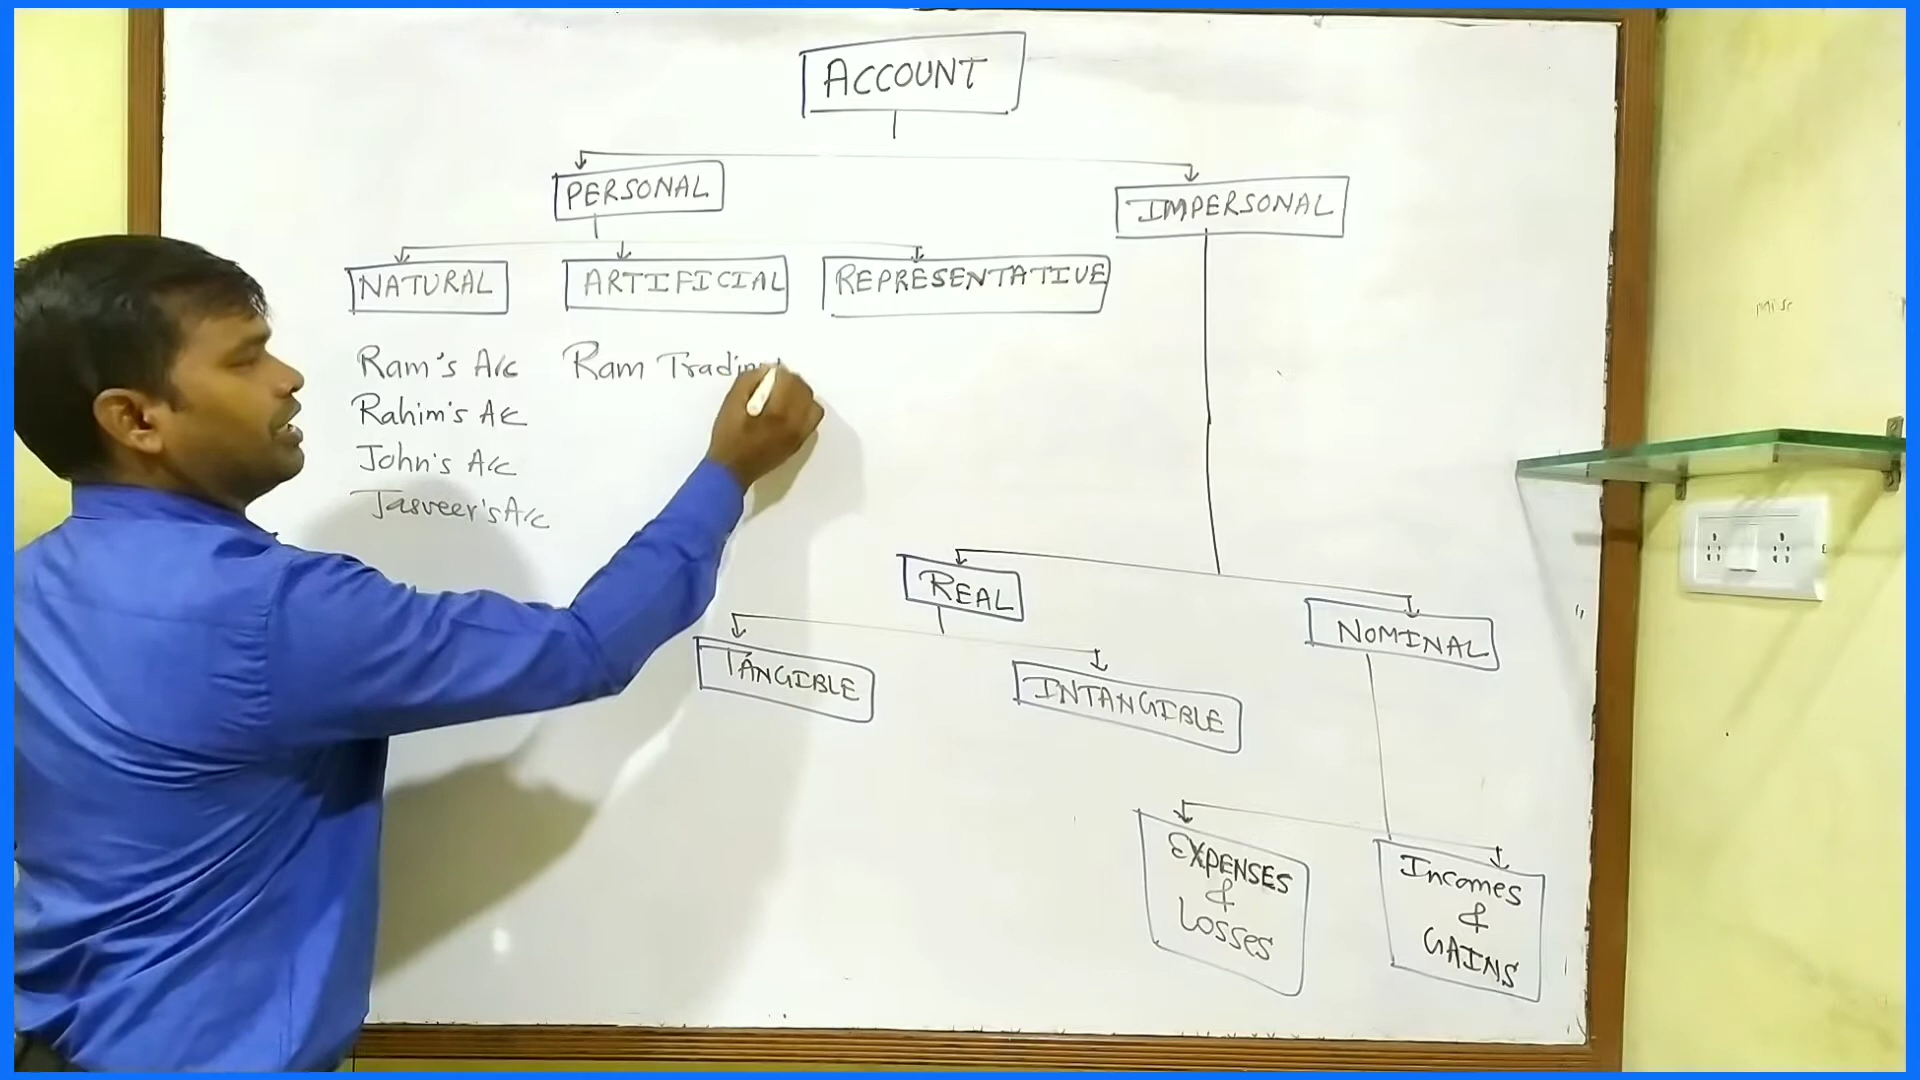 ACCOUNT
PERSONAL
IMPERSONAL
NATURAL
ARTIFICIAL
REPRESENTATIVE
Ram's A/c
Rahim's A/c
John's A/c
Jasveer's A/c
Ram Trading
REAL
NOMINAL
TANGIBLE
INTANGIBLE
EXPENSES
&
LOSSES
Incomes
&
GAINS